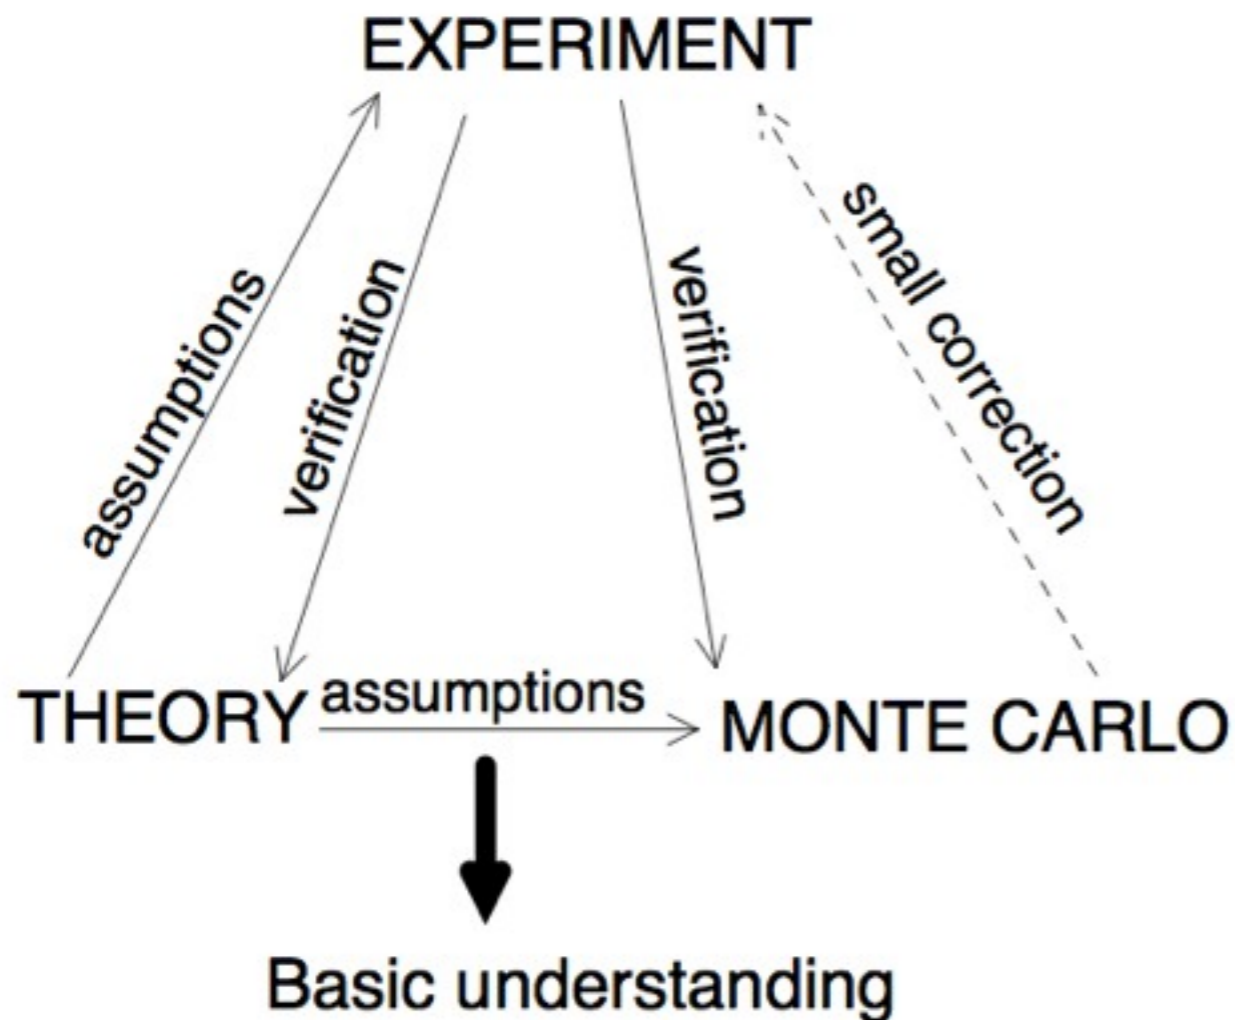 EXPERIMENT
assumptions
verification
verification
small correction
THEORY
assumptions
MONTE CARLO
Basic understanding